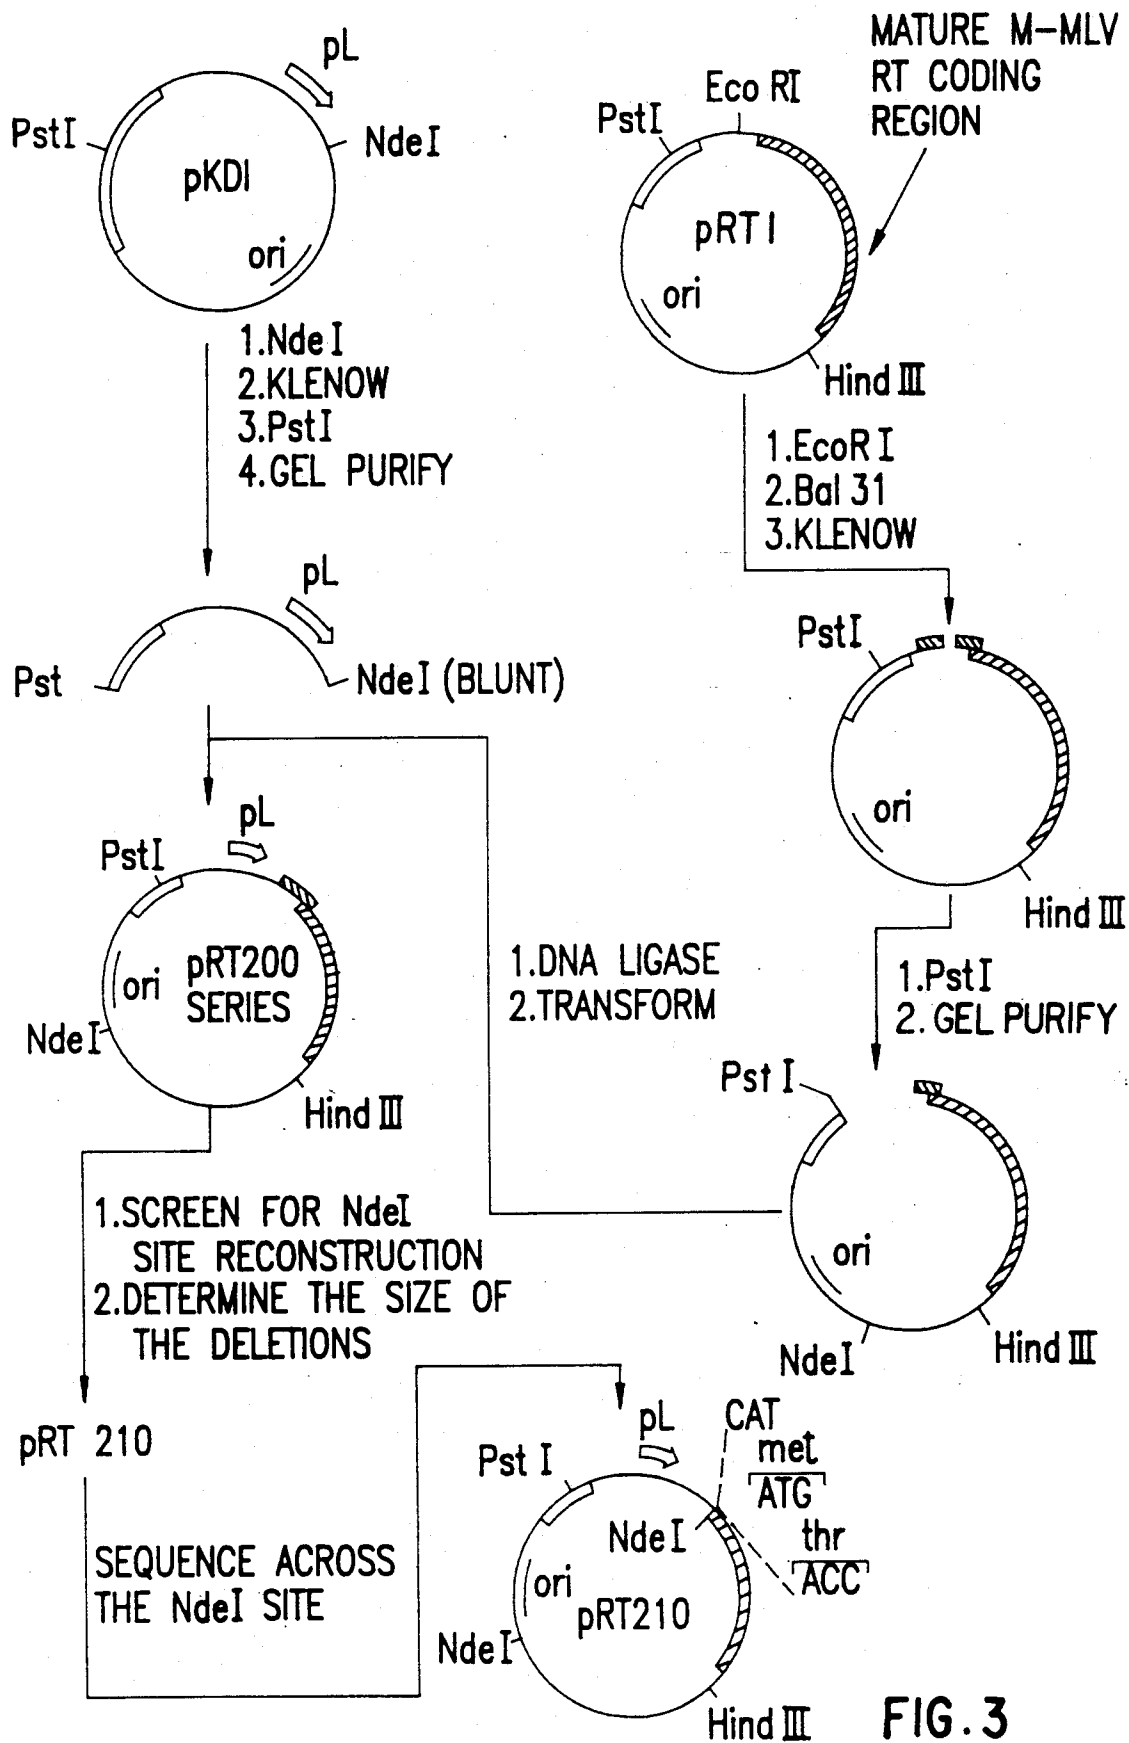 pL
PstI
NdeI
pKDI
ori
1.NdeI
2.KLENOW
3.PstI
4.GEL PURIFY
MATURE M-MLV
RT CODING
REGION
Eco RI
PstI
pRT1
ori
Hind III
1.EcoR I
2.Bal 31
3.KLENOW
pL
Pst
NdeI (BLUNT)
PstI
ori
Hind III
pL
PstI
pRT200
SERIES
ori
NdeI
Hind III
1.DNA LIGASE
2.TRANSFORM
1.PstI
2. GEL PURIFY
Pst I
ori
NdeI
Hind III
1.SCREEN FOR NdeI
SITE RECONSTRUCTION
2.DETERMINE THE SIZE OF
THE DELETIONS
pRT 210
SEQUENCE ACROSS
THE NdeI SITE
pL
CAT
met
ATG
thr
ACC
Pst I
NdeI
ori
pRT210
NdeI
Hind III
FIG.3